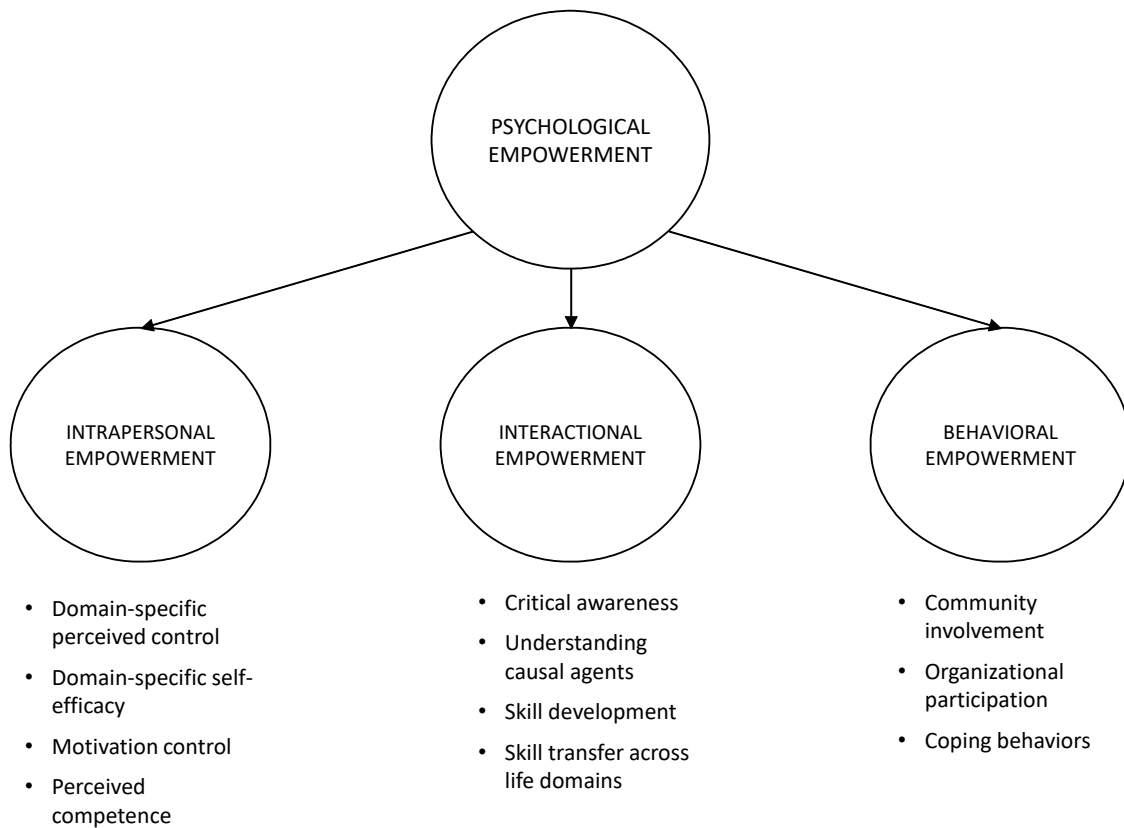 PSYCHOLOGICAL
EMPOWERMENT
INTRAPERSONAL
EMPOWERMENT
INTERACTIONAL
EMPOWERMENT
BEHAVIORAL
EMPOWERMENT
• Domain-specific
perceived control
• Domain-specific self-
efficacy
• Motivation control
• Perceived
competence
• Critical awareness
• Understanding
causal agents
• Skill development
• Skill transfer across
life domains
• Community
involvement
• Organizational
participation
• Coping behaviors